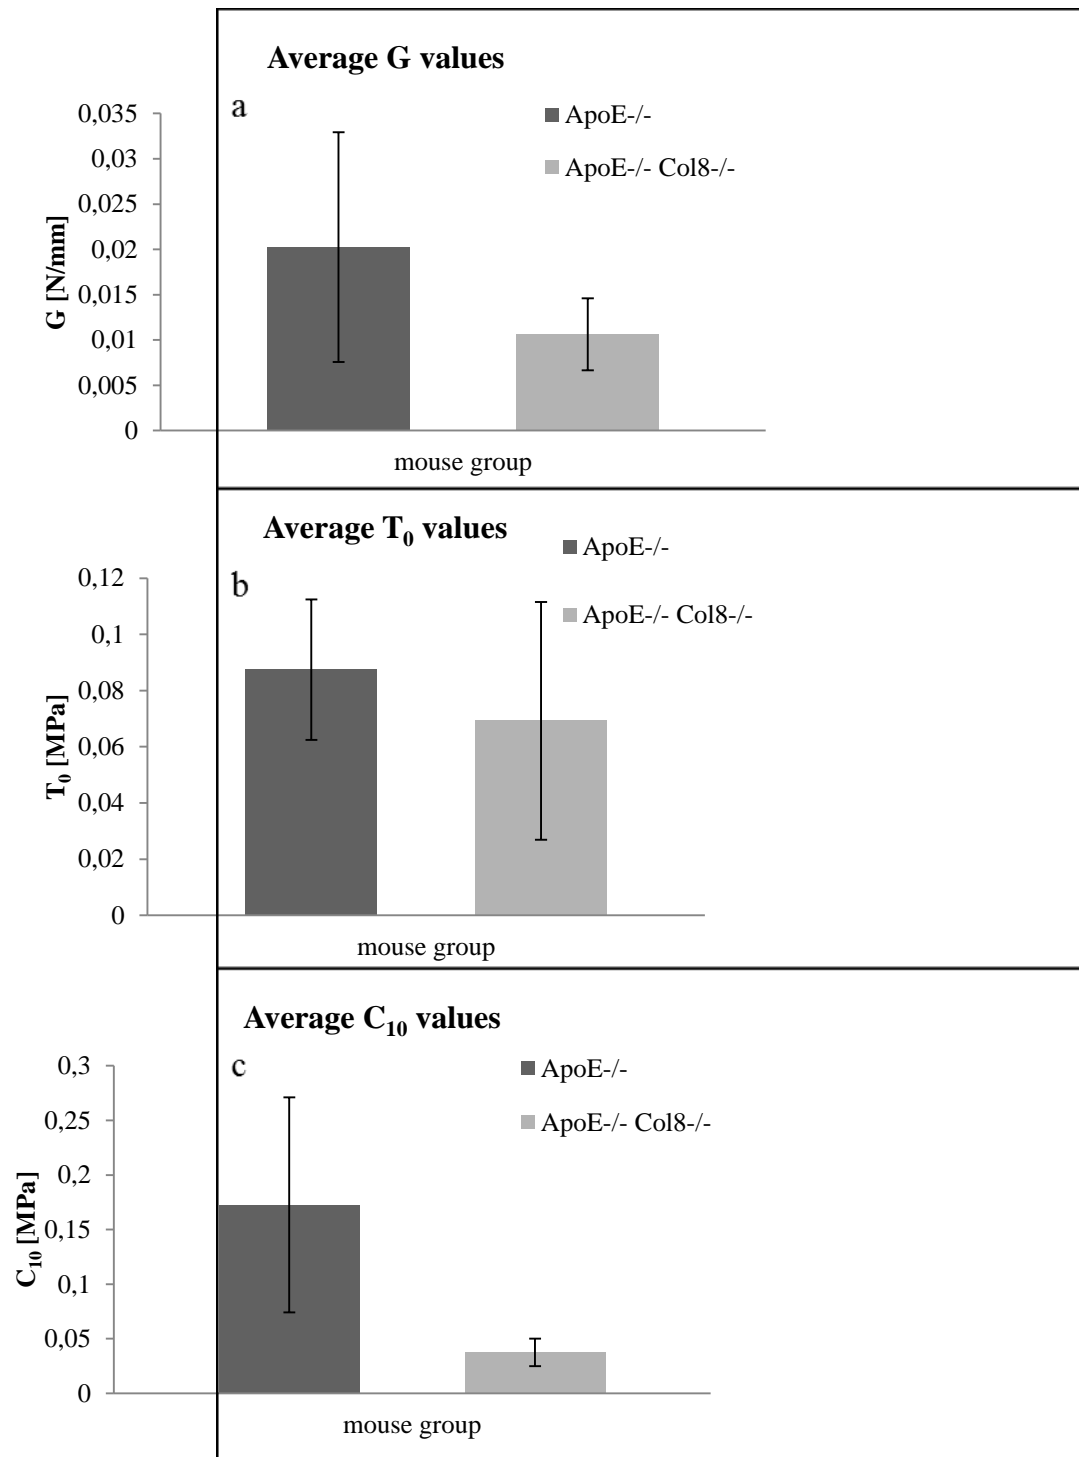 Average G values
a
ApoE-/-
ApoE-/- Col8-/-
0,035
0,03
0,025
0,02
0,015
0,01
0,005
0
G [N/mm]
mouse group
Average T₀ values
b
ApoE-/-
ApoE-/- Col8-/-
0,12
0,1
0,08
0,06
0,04
0,02
0
T₀ [MPa]
mouse group
Average C₁₀ values
c
ApoE-/-
ApoE-/- Col8-/-
0,3
0,25
0,2
0,15
0,1
0,05
0
C₁₀ [MPa]
mouse group